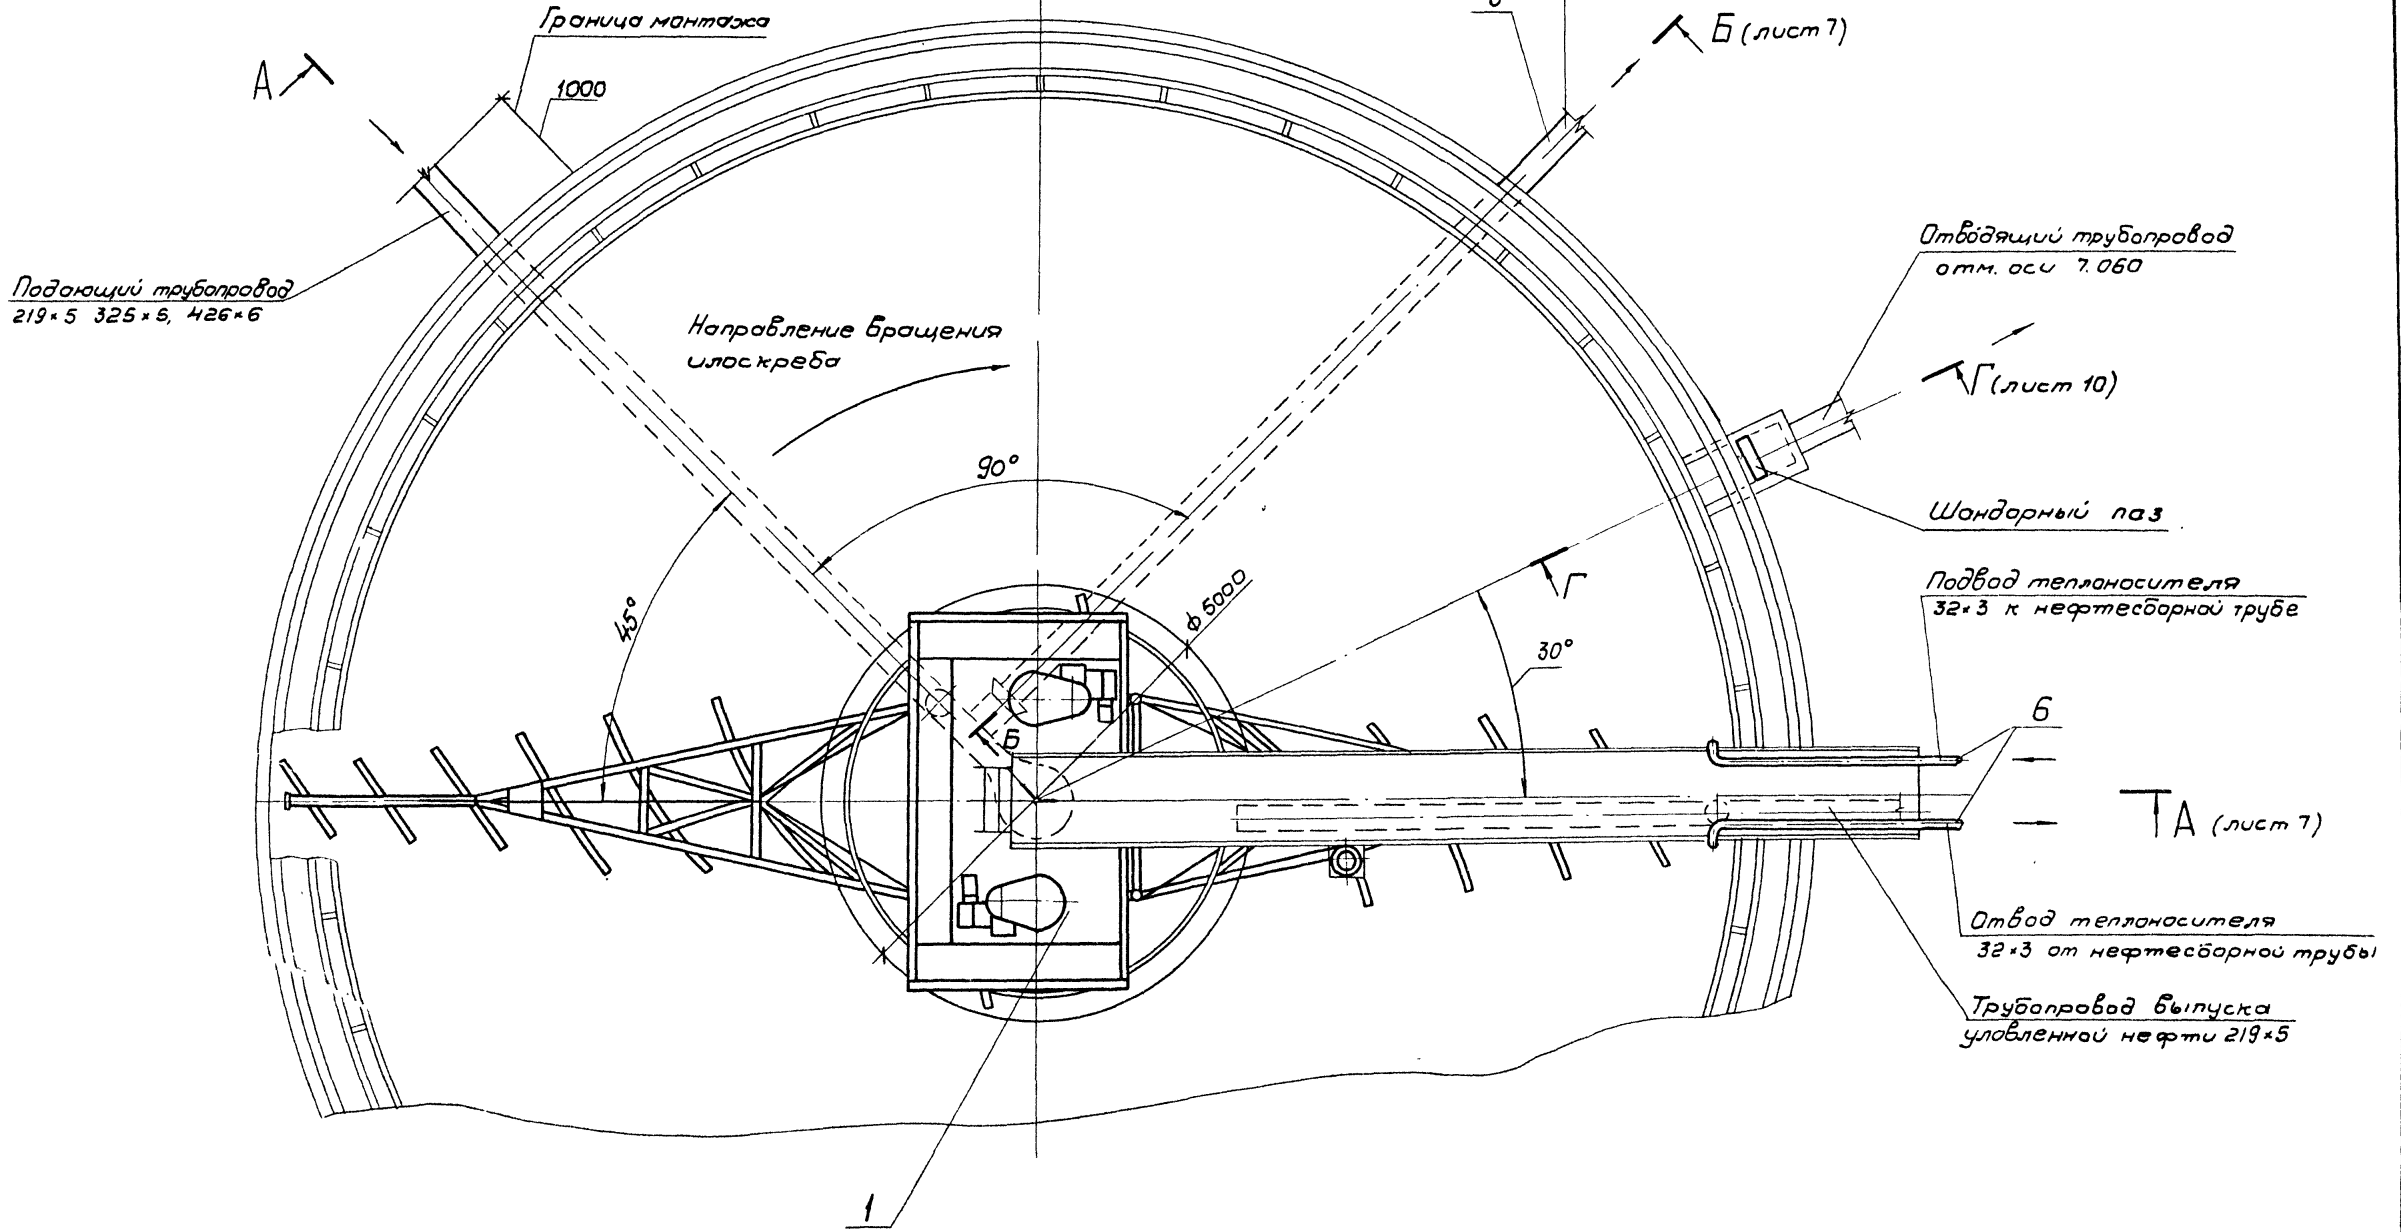 Граница монтажа
1000
А
Б (лист 7)
Подающий трубопровод
219×5 325×5, 426×6
Направление вращения
илоскреба
Отводящий трубопровод
отм. оси 7.060
Г (лист 10)
90°
Шандорный паз
45°
ф 5000
Г
30°
Подвод теплоносителя
32×3 к нефтесборной трубе
6
Б
А (лист 7)
Отвод теплоносителя
32×3 от нефтесборной трубы
Трубопровод выпуска
уловленной нефти 219×5
1